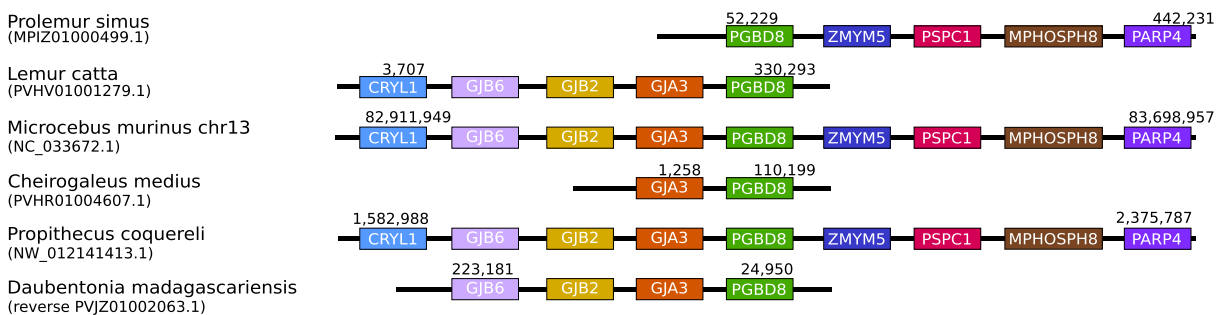 Prolemur simus
(MPIZ01000499.1)
52,229 442,231
PGBD8 ZMYM5 PSPC1 MPHOSPH8 PARP4
Lemur catta
(PVHV01001279.1)
3,707 330,293
CRYL1 GJB6 GJB2 GJA3 PGBD8
Microcebus murinus chr13
(NC_033672.1)
82,911,949 83,698,957
CRYL1 GJB6 GJB2 GJA3 PGBD8 ZMYM5 PSPC1 MPHOSPH8 PARP4
Cheirogaleus medius
(PVHR01004607.1)
1,258 110,199
GJA3 PGBD8
Propithecus coquereli
(NW_012141413.1)
1,582,988 2,375,787
CRYL1 GJB6 GJB2 GJA3 PGBD8 ZMYM5 PSPC1 MPHOSPH8 PARP4
Daubentonia madagascariensis
(reverse PVJZ01002063.1)
223,181 24,950
GJB6 GJB2 GJA3 PGBD8